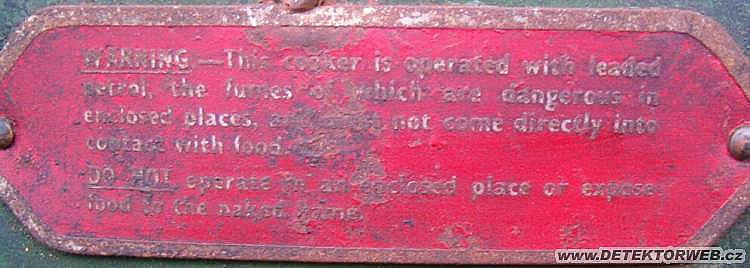 WARNING —This cooker is operated with leaded
petrol, the fumes of which are dangerous in
enclosed places, and must not come directly into
contact with food.
DO NOT operate in an enclosed place or expose
food to the naked flame.
www.DETEKTORWEB.cz